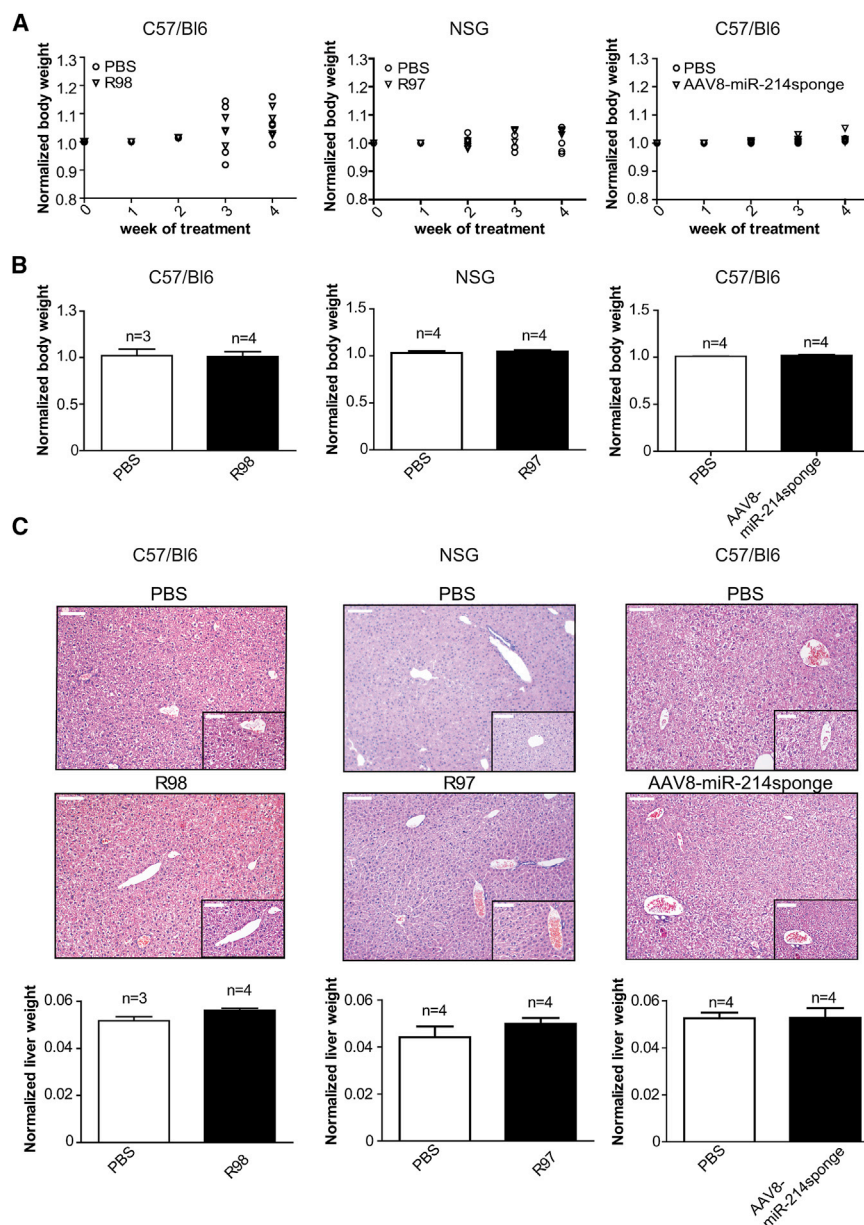 A
C57/Bl6
NSG
C57/Bl6
Normalized body weight
1.3
1.2
1.1
1.0
0.9
0.8
PBS
R98
0 1 2 3 4
week of treatment
Normalized body weight
1.3
1.2
1.1
1.0
0.9
0.8
PBS
R97
0 1 2 3 4
week of treatment
Normalized body weight
1.3
1.2
1.1
1.0
0.9
0.8
PBS
AAV8-miR-214sponge
0 1 2 3 4
week of treatment
B
C57/Bl6
NSG
C57/Bl6
Normalized body weight
1.3
1.0
0.5
0
n=3
n=4
PBS
R98
Normalized body weight
1.5
1.0
0.5
0
n=4
n=4
PBS
R97
Normalized body weight
1.5
1.0
0.5
0
n=4
n=4
PBS
AAV8-
miR-214sponge
C
C57/Bl6
NSG
C57/Bl6
PBS
PBS
PBS
R98
R97
AAV8-miR-214sponge
Normalized liver weight
0.06
0.04
0.02
0
n=3
n=4
PBS
R98
Normalized liver weight
0.06
0.04
0.02
0
n=4
n=4
PBS
R97
Normalized liver weight
0.06
0.04
0.02
0
n=4
n=4
PBS
AAV8-
miR-214sponge